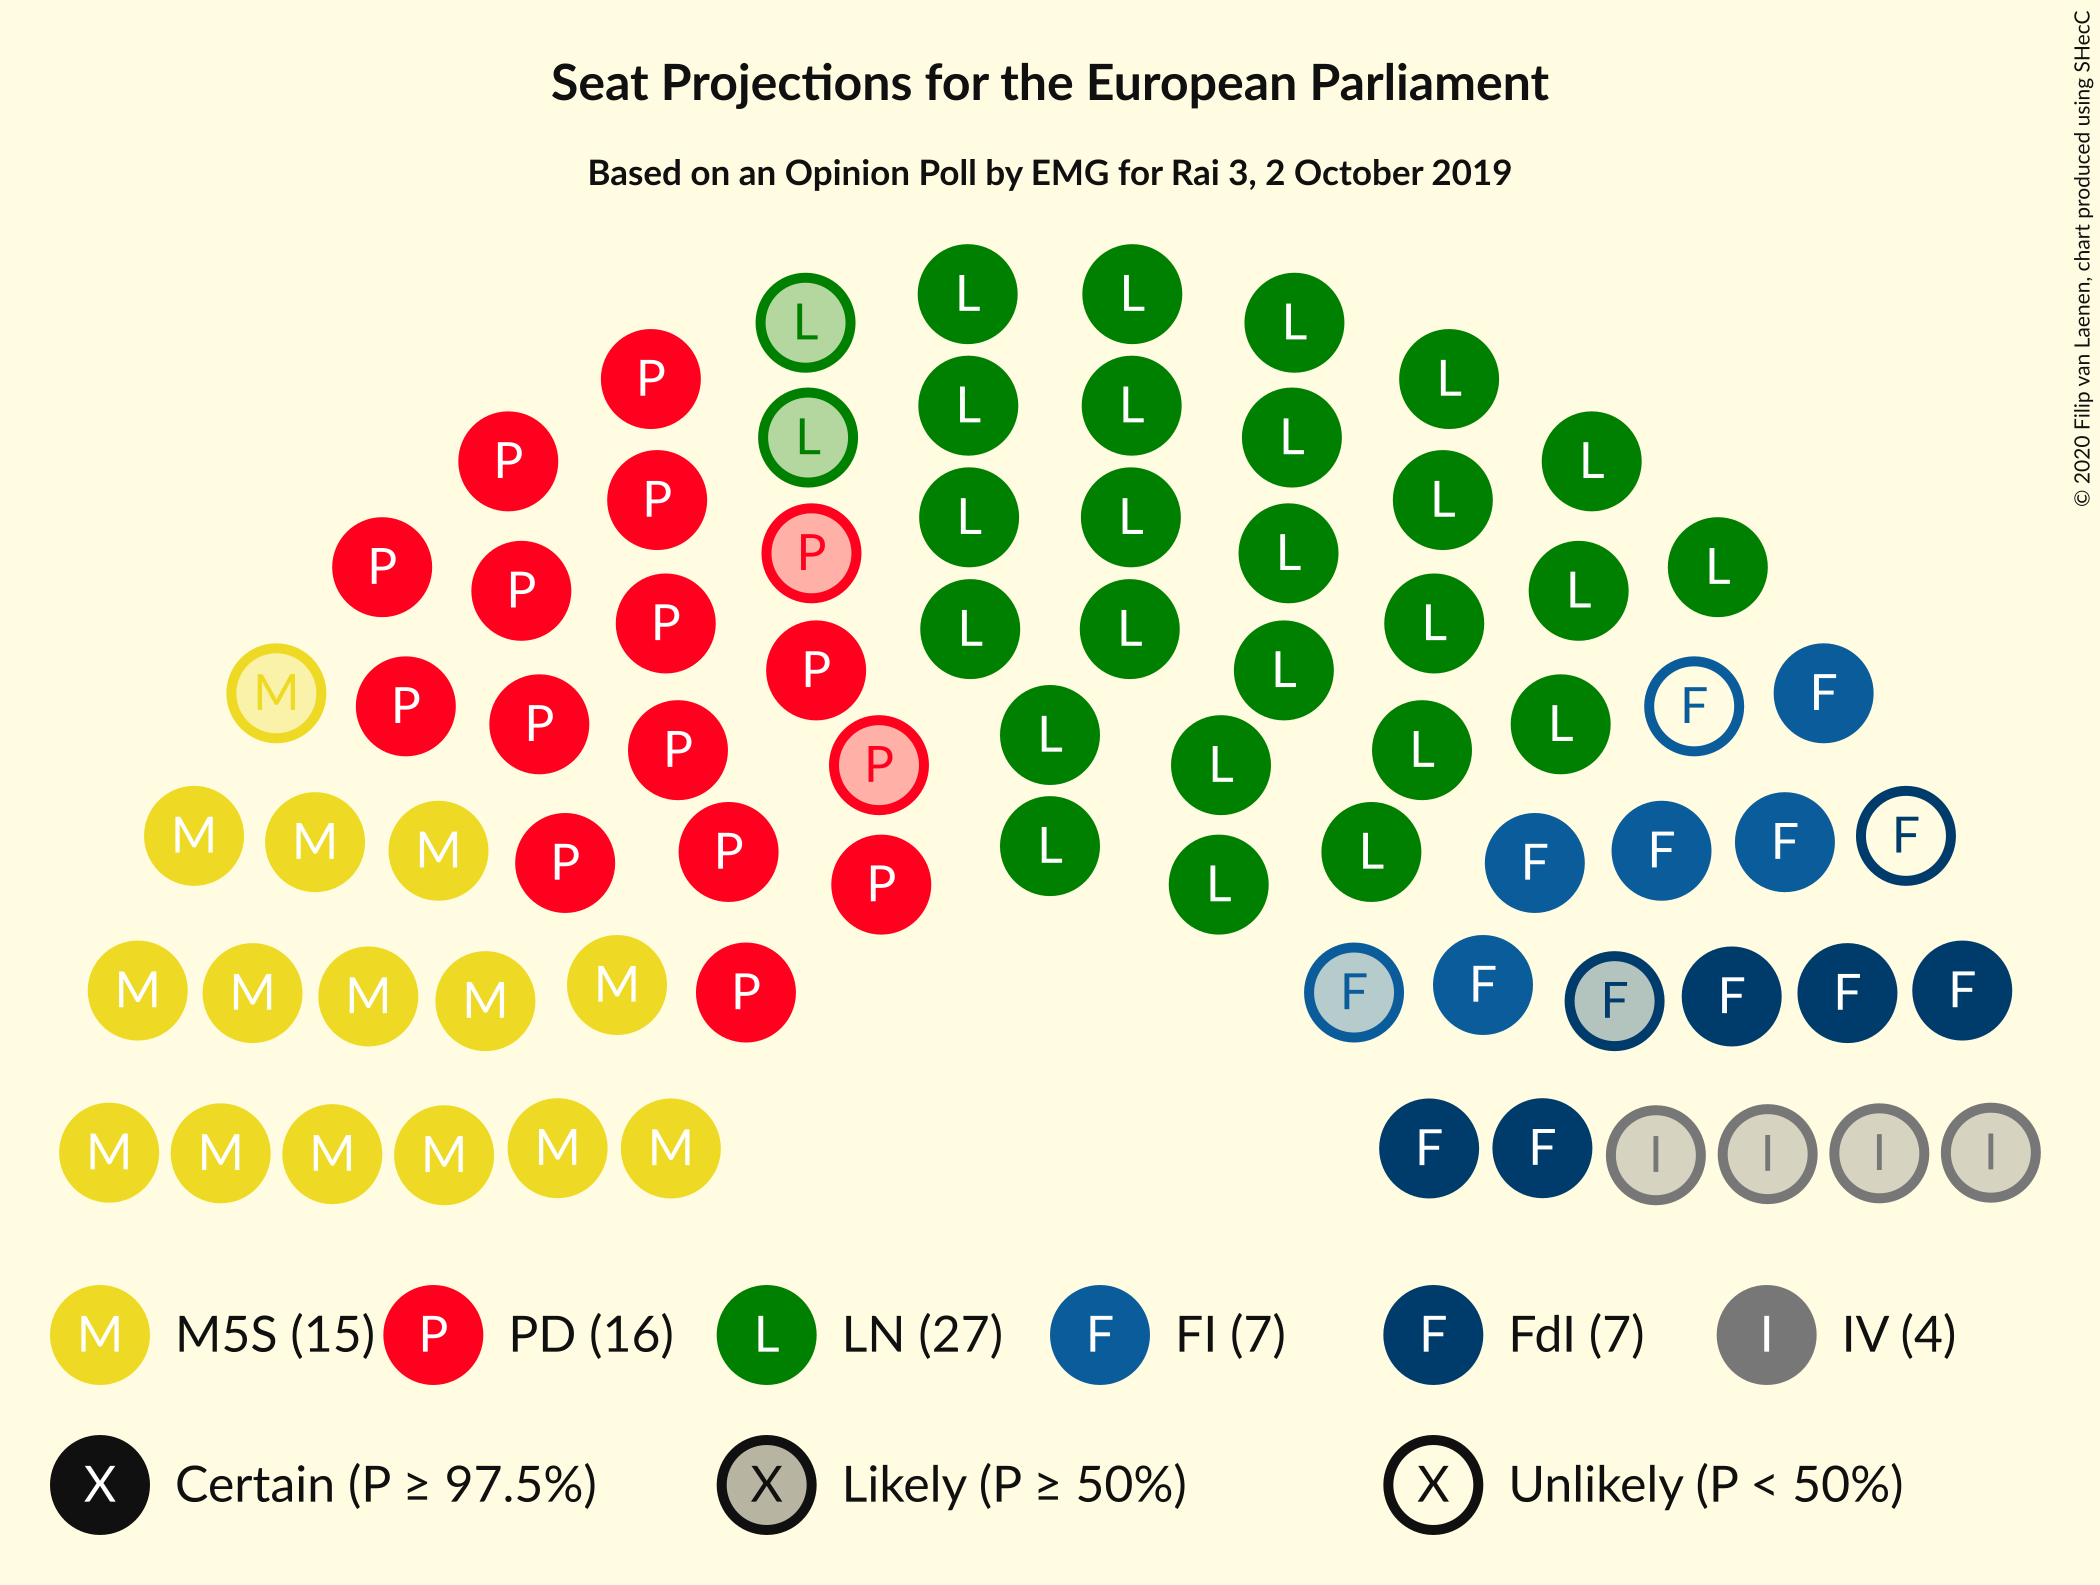 Seat Projections for the European Parliament
Based on an Opinion Poll by EMG for Rai 3, 2 October 2019
© 2020 Filip van Laenen, chart produced using SHecC
L L L L
P L P
L L L L
P L
P P L L
P L L P L
P P L L
P L L P L
M P P P L L L F F
L P L
M M M P P P L L L F F F F
M M M M M P F F F F F F
M M M M M M F F I I I I
M M5S (15) P PD (16) L LN (27) F FI (7) F FdI (7) I IV (4)
X Certain (P ≥ 97.5%) X Likely (P ≥ 50%) X Unlikely (P < 50%)